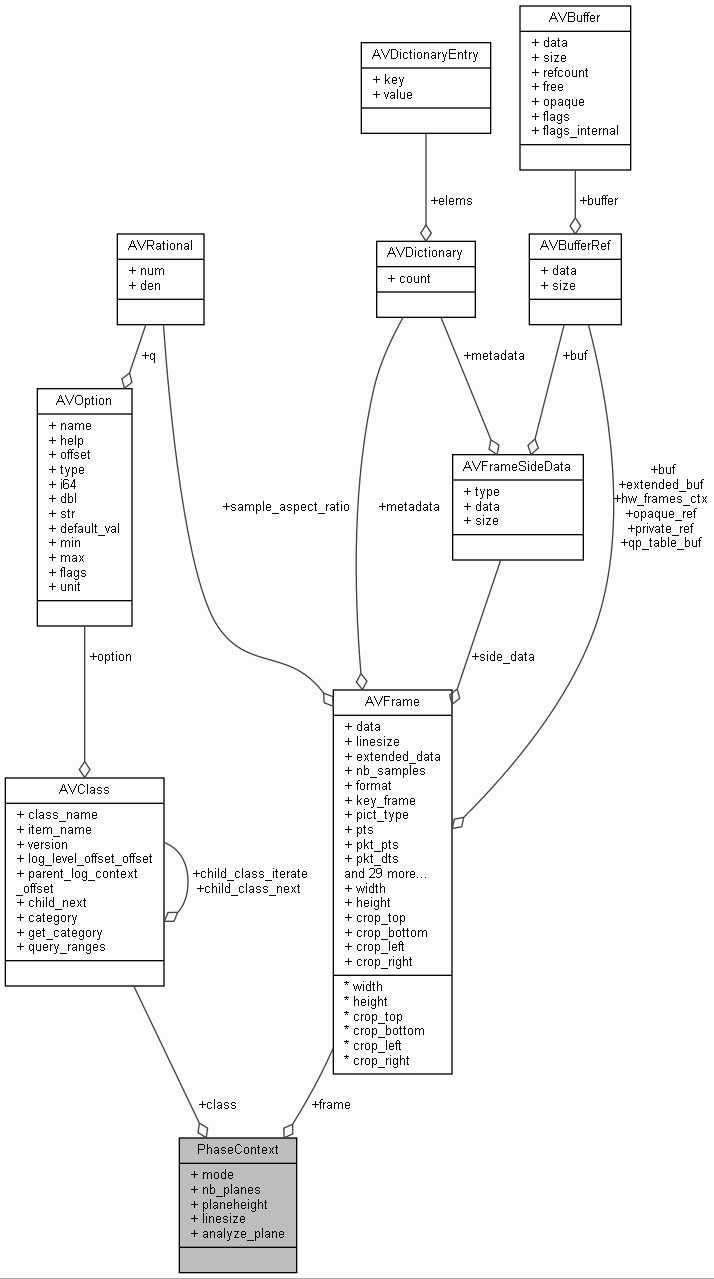 AVBuffer
+ data
+ size
+ refcount
+ free
+ opaque
+ flags
+ flags_internal
AVDictionaryEntry
+ key
+ value
+elems
+buffer
AVRational
+ num
+ den
AVDictionary
+ count
AVBufferRef
+ data
+ size
+q
+metadata
+buf
AVOption
+ name
+ help
+ offset
+ type
+ i64
+ dbl
+ str
+ default_val
+ min
+ max
+ flags
+ unit
AVFrameSideData
+ type
+ data
+ size
+sample_aspect_ratio
+metadata
+buf
+extended_buf
+hw_frames_ctx
+opaque_ref
+private_ref
+qp_table_buf
+option
+side_data
AVFrame
+ data
+ linesize
+ extended_data
+ nb_samples
+ format
+ key_frame
+ pict_type
+ pts
+ pkt_pts
+ pkt_dts
and 29 more...
+ width
+ height
+ crop_top
+ crop_bottom
+ crop_left
+ crop_right
* width
* height
* crop_top
* crop_bottom
* crop_left
* crop_right
AVClass
+ class_name
+ item_name
+ version
+ log_level_offset_offset
+ parent_log_context
_offset
+ child_next
+ category
+ get_category
+ query_ranges
+child_class_iterate
+child_class_next
+class
+frame
PhaseContext
+ mode
+ nb_planes
+ planeheight
+ linesize
+ analyze_plane